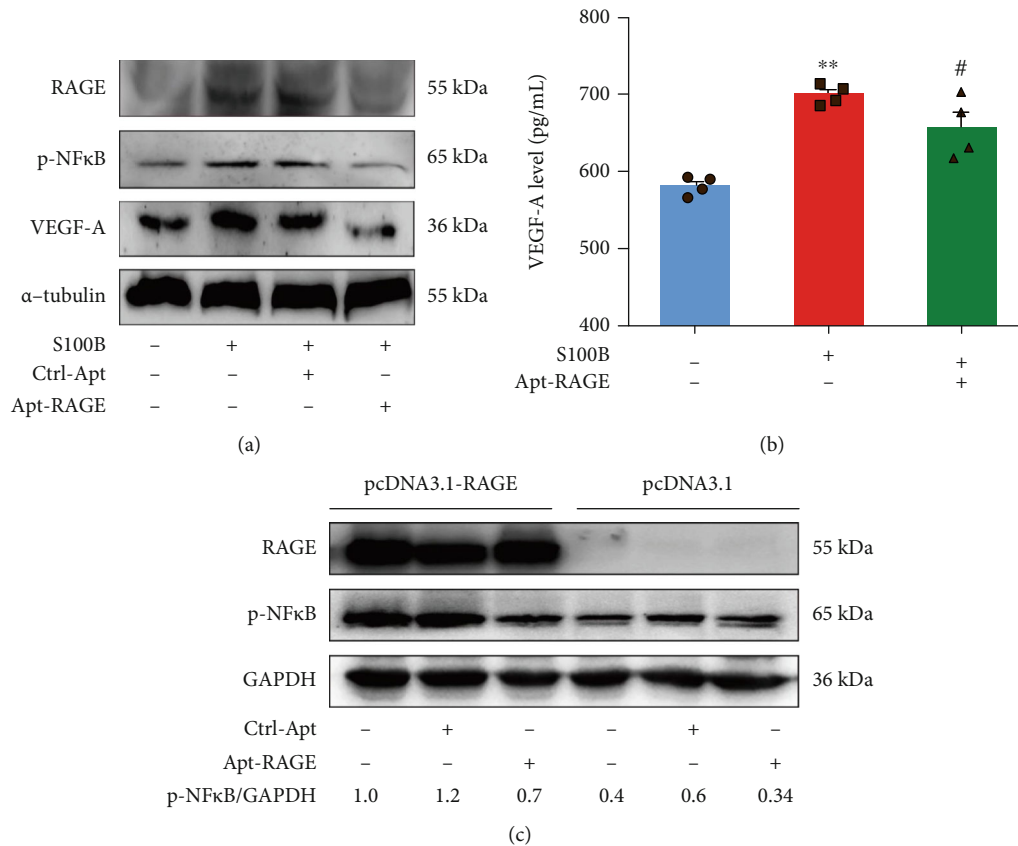 RAGE 55 kDa
p-NFκB 65 kDa
VEGF-A 36 kDa
α–tubulin 55 kDa
S100B – + + +
Ctrl-Apt – – + –
Apt-RAGE – – – +
(a)
800
700
600
500
400
VEGF-A level (pg/mL)
**
#
S100B – + +
Apt-RAGE – – +
(b)
pcDNA3.1-RAGE pcDNA3.1
RAGE 55 kDa
p-NFκB 65 kDa
GAPDH 36 kDa
Ctrl-Apt – + – – + –
Apt-RAGE – – + – – +
p-NFκB/GAPDH 1.0 1.2 0.7 0.4 0.6 0.34
(c)